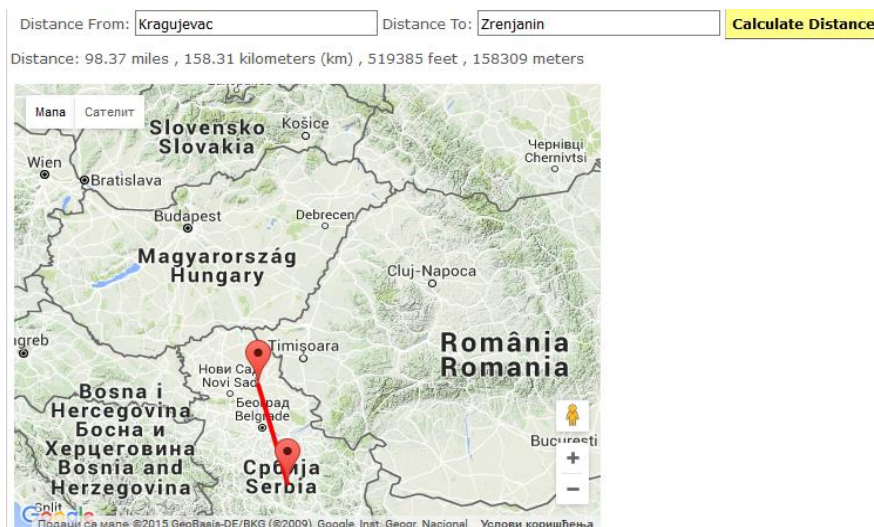 Distance From: Kragujevac Distance To: Zrenjanin Calculate Distance
Distance: 98.37 miles , 158.31 kilometers (km) , 519385 feet , 158309 meters
Мапа Сателит
Slovensko
Slovakia
Košice
Чернівці
Chernivtsi
Wien
Bratislava
Budapest
Debrecen
Magyarország
Hungary
Cluj-Napoca
România
Romania
Timișoara
Нови Сад
Novi Sad
Београд
Belgrade
Bosna i
Hercegovina
Босна и
Херцеговина
Bosnia and
Herzegovina
Србија
Serbia
București
Split
Google
Подаци са мапе ©2015 GeoBasis-DE/BKG (©2009), Google, Inst. Geogr. Nacional Услови коришћења